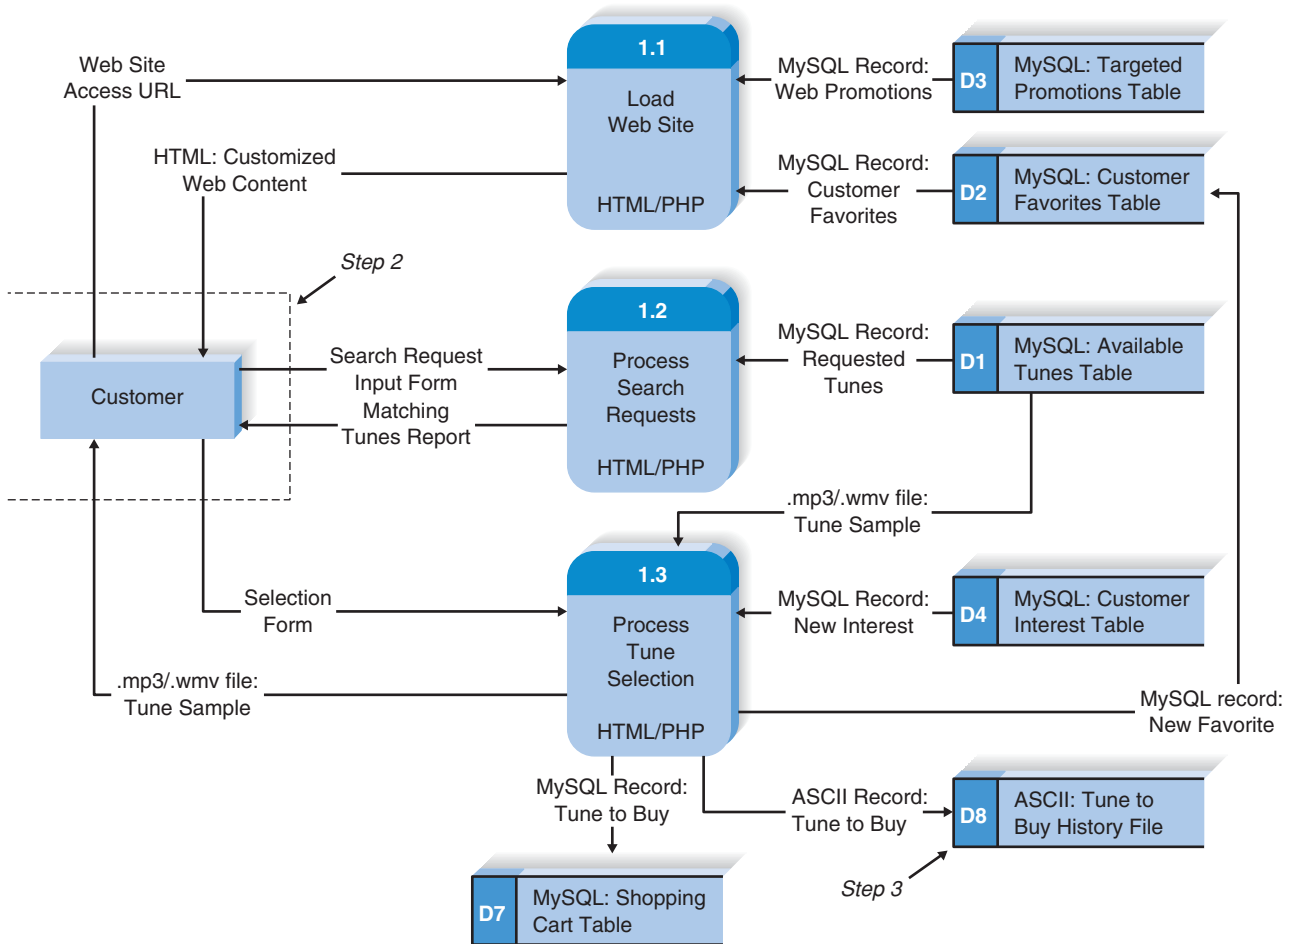 Web Site
Access URL
1.1
Load
Web Site
HTML/PHP
MySQL Record:
Web Promotions
D3
MySQL: Targeted
Promotions Table
HTML: Customized
Web Content
MySQL Record:
Customer
Favorites
D2
MySQL: Customer
Favorites Table
Step 2
Customer
Search Request
Input Form
Matching
Tunes Report
1.2
Process
Search
Requests
HTML/PHP
MySQL Record:
Requested
Tunes
D1
MySQL: Available
Tunes Table
.mp3/.wmv file:
Tune Sample
Selection
Form
1.3
Process
Tune
Selection
HTML/PHP
MySQL Record:
New Interest
D4
MySQL: Customer
Interest Table
.mp3/.wmv file:
Tune Sample
MySQL record:
New Favorite
MySQL Record:
Tune to Buy
ASCII Record:
Tune to Buy
D8
ASCII: Tune to
Buy History File
Step 3
D7
MySQL: Shopping
Cart Table